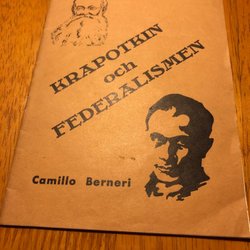 KRAPOTKIN
och
FEDERALISMEN
Camillo Berneri